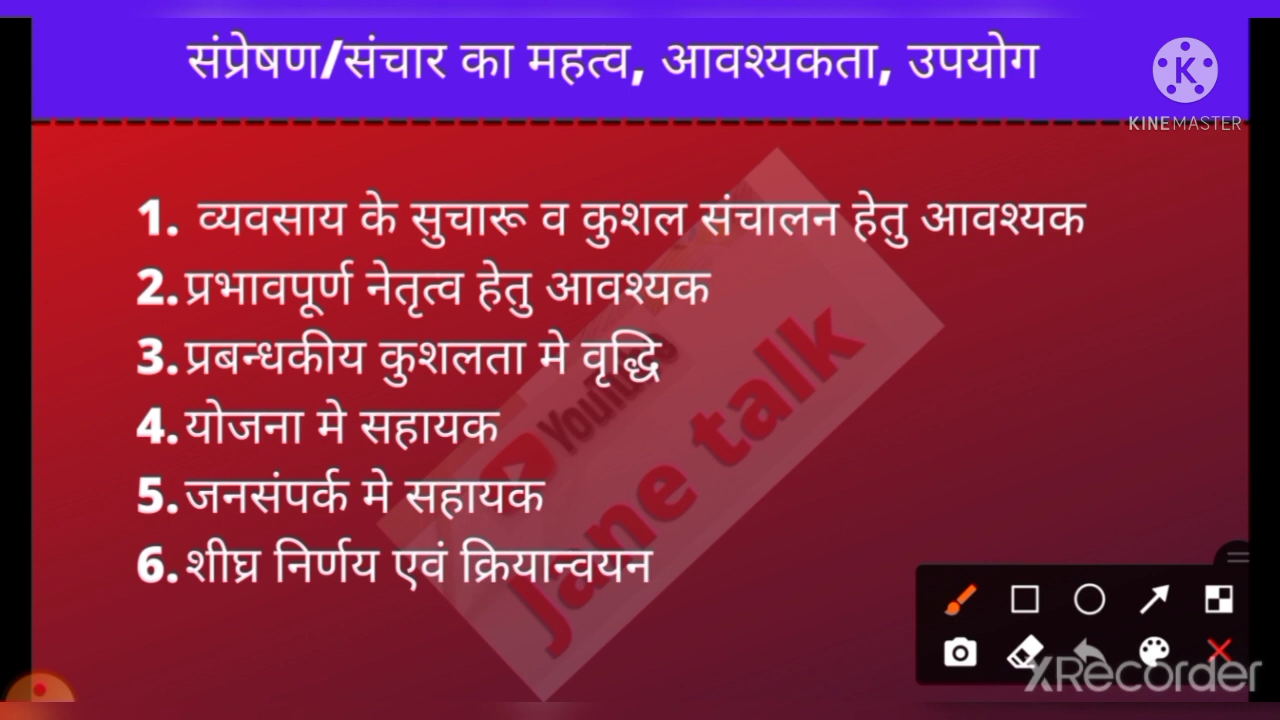 संप्रेषण/संचार का महत्व, आवश्यकता, उपयोग
K
KINEMASTER
1. व्यवसाय के सुचारू व कुशल संचालन हेतु आवश्यक
2. प्रभावपूर्ण नेतृत्व हेतु आवश्यक
3. प्रबन्धकीय कुशलता मे वृद्धि
4. योजना मे सहायक
5. जनसंपर्क मे सहायक
6. शीघ्र निर्णय एवं क्रियान्वयन
YouTube
Jane talk
XRecorder